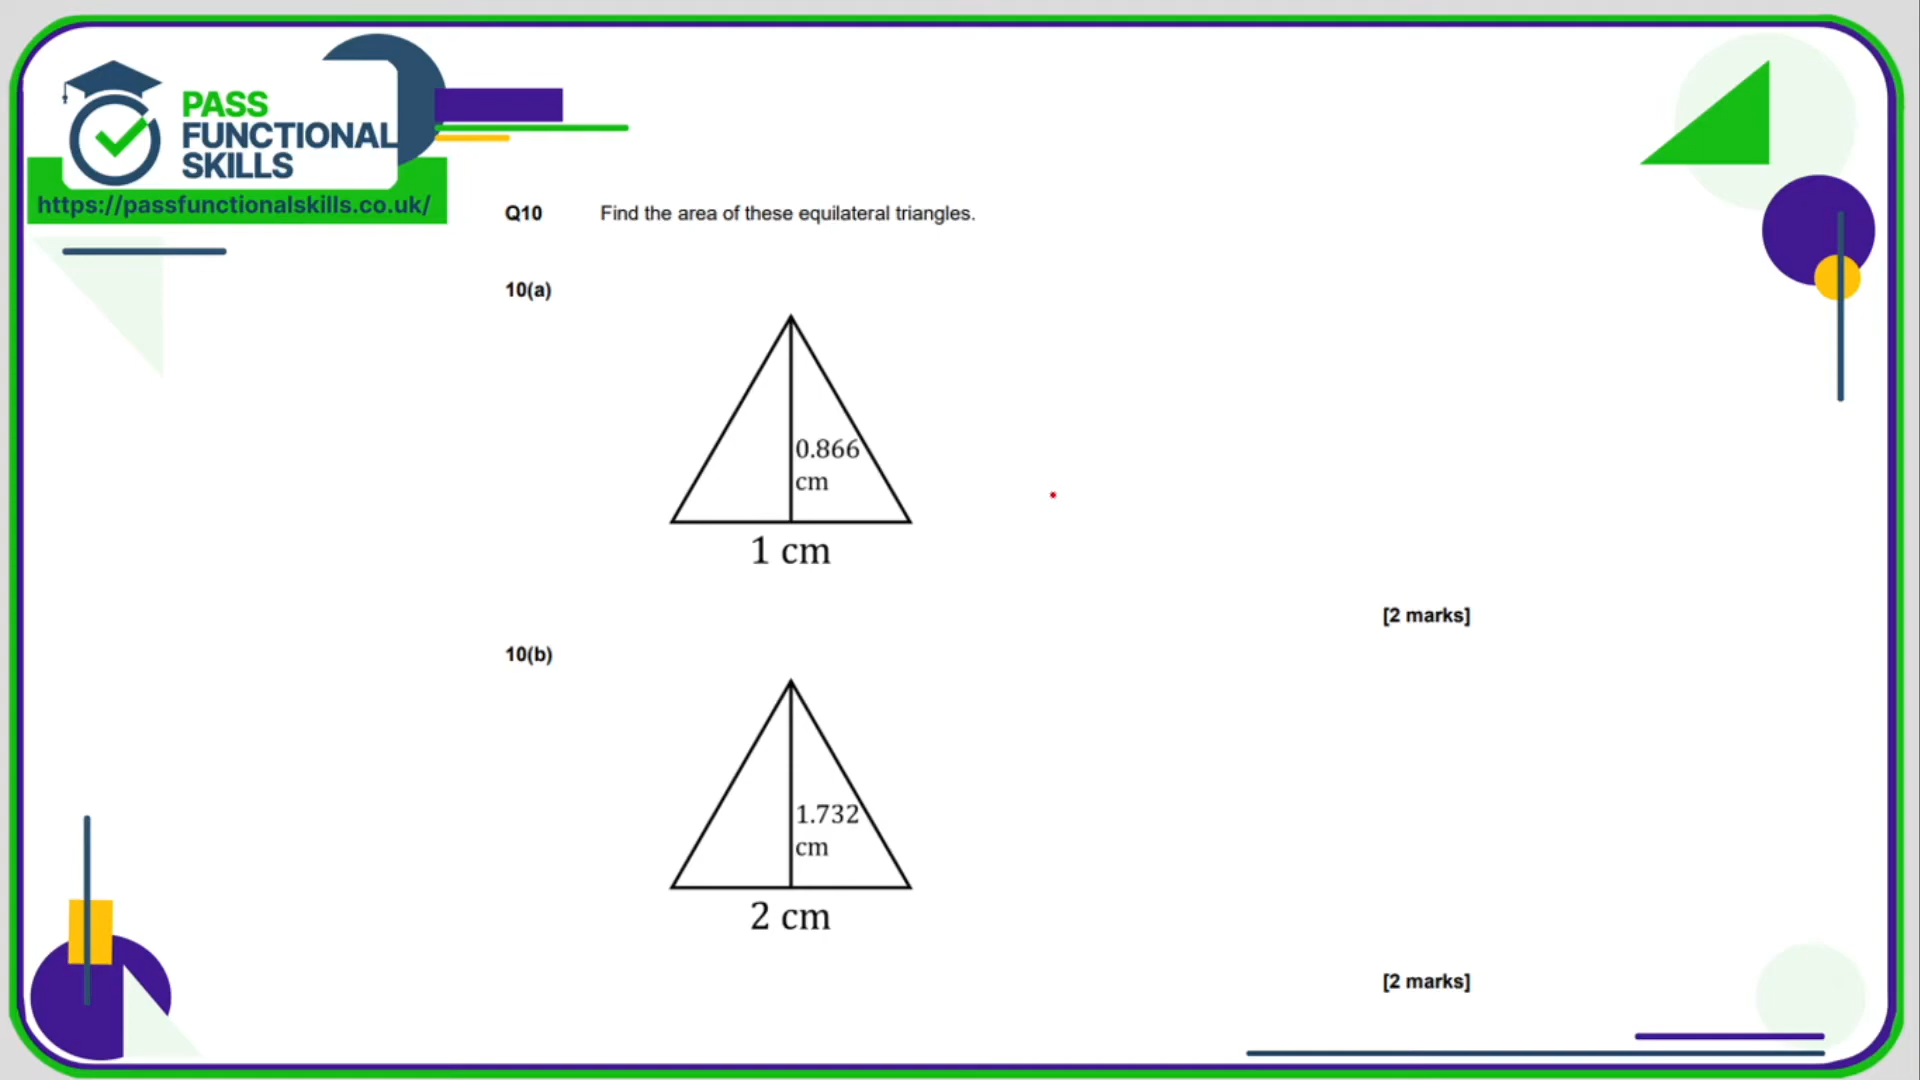 PASS
FUNCTIONAL
SKILLS
https://passfunctionalskills.co.uk/
Q10 Find the area of these equilateral triangles.
10(a)
0.866
cm
1 cm
[2 marks]
10(b)
1.732
cm
2 cm
[2 marks]